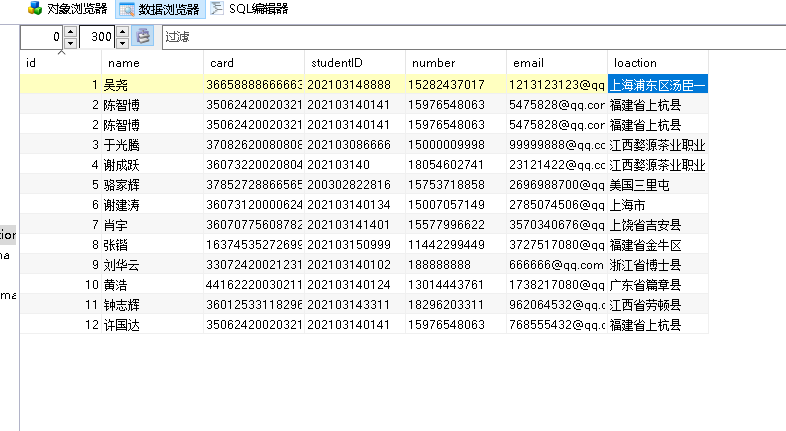 对象浏览器 数据浏览器 SQL编辑器
0 300 过滤
id name card studentID number email loaction
1 吴尧 36658888666663 202103148888 15282437017 1213123123@qq 上海浦东区汤臣一
2 陈智博 35062420020321 202103140141 15976548063 5475828@qq.con 福建省上杭县
2 陈智博 35062420020321 202103140141 15976548063 5475828@qq.con 福建省上杭县
3 于光腾 37082620080808 202103086666 15000009998 99999888@qq.cc 江西婺源茶业职业
4 谢成跃 36073220020804 202103140 18054602741 23121422@qq.cc 江西婺源茶业职业
5 骆家辉 37852728866565 200302822816 15753718858 2696988700@qq 美国三里屯
6 谢建涛 36073120000624 202103140134 15007057149 2785074506@qq 上海市
7 肖宇 36070775608782 202103141401 15577996622 3570340676@qq 上饶省吉安县
8 张锴 16374535272699 202103150999 11442299449 3727517080@qq 福建省金牛区
9 刘华云 33072420021231 202103140102 188888888 666666@qq.com 浙江省博士县
10 黄浩 44162220030211 202103140124 13014443761 1738217080@qq 广东省篇章县
11 钟志辉 36012533118296 202103143311 18296203311 962064532@qq.c 江西省劳顿县
12 许国达 35062420020321 202103140141 15976548063 768555432@qq.c 福建省上杭县
tion
na
ma